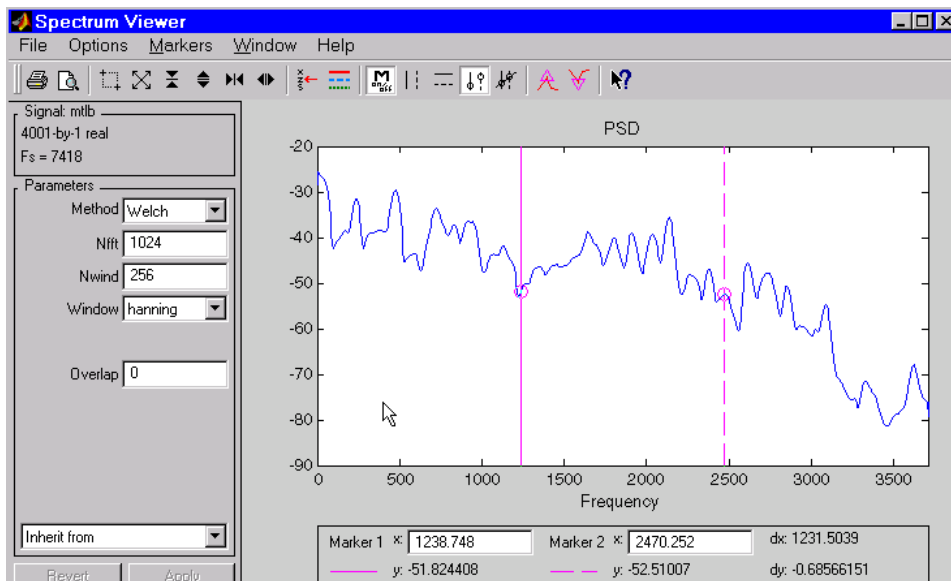 Spectrum Viewer
File Options Markers Window Help
Signal: mtlb
4001-by-1 real
Fs = 7418
Parameters
Method Welch
Nfft 1024
Nwind 256
Window hanning
Overlap 0
Inherit from
Revert Apply
PSD
-20
-30
-40
-50
-60
-70
-80
-90
0 500 1000 1500 2000 2500 3000 3500
Frequency
Marker 1 x: 1238.748 Marker 2 x: 2470.252 dx: 1231.5039
y: -51.824408 y: -52.51007 dy: -0.68566151